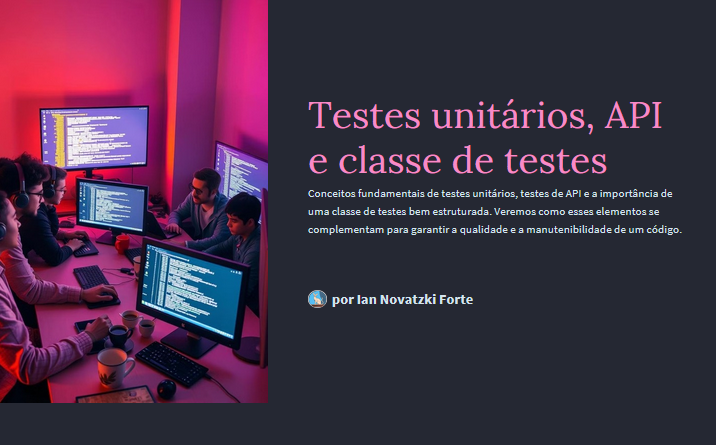 Testes unitários, API
e classe de testes
Conceitos fundamentais de testes unitários, testes de API e a importância de
uma classe de testes bem estruturada. Veremos como esses elementos se
complementam para garantir a qualidade e a manutenibilidade de um código.
por Ian Novatzki Forte